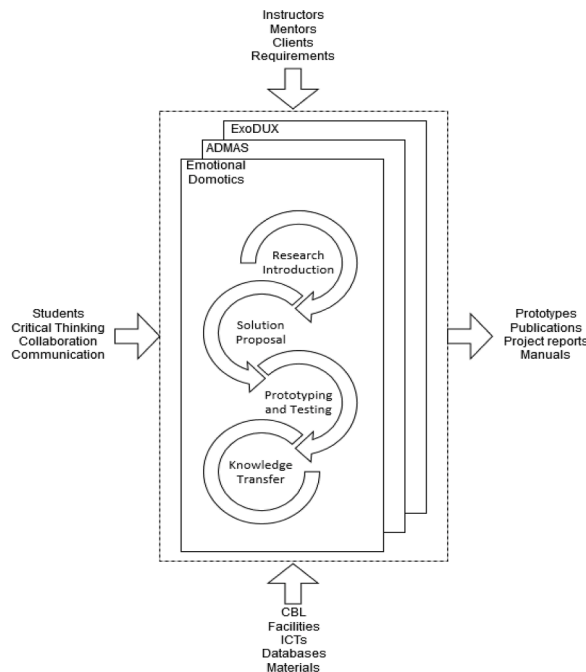 Instructors
Mentors
Clients
Requirements
ExoDUX
ADMAS
Emotional
Domotics
Research
Introduction
Students
Critical Thinking
Collaboration
Communication
Solution
Proposal
Prototypes
Publications
Project reports
Manuals
Prototyping
and Testing
Knowledge
Transfer
CBL
Facilities
ICTs
Databases
Materials